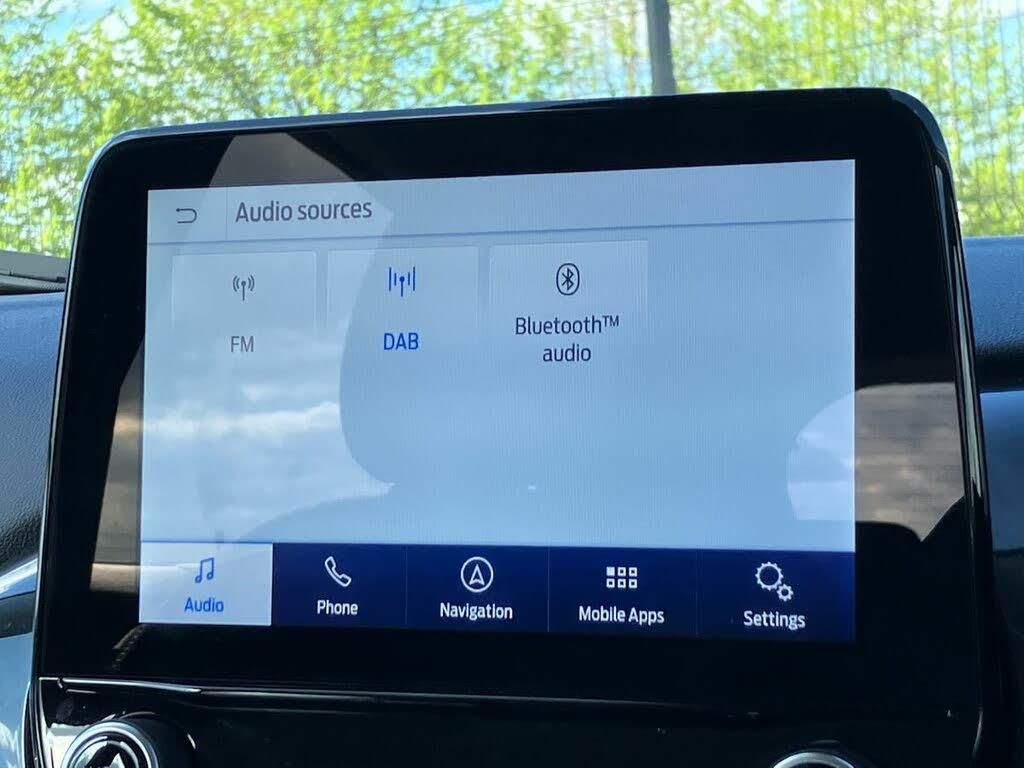 Audio sources
FM
DAB
Bluetooth™
audio
Audio
Phone
Navigation
Mobile Apps
Settings